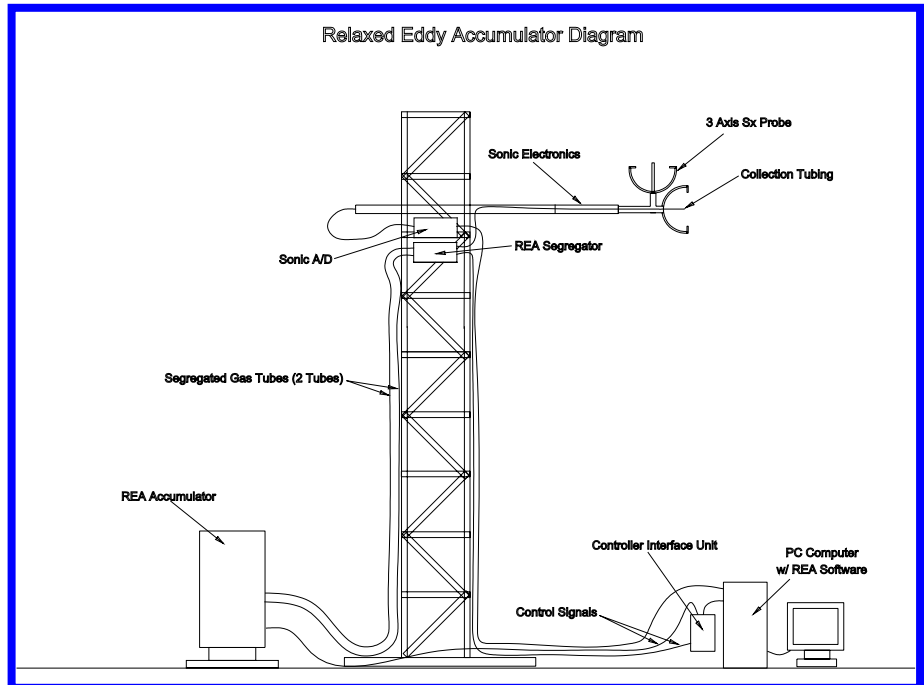 Relaxed Eddy Accumulator Diagram
3 Axis Sx Probe
Sonic Electronics
Collection Tubing
Sonic A/D
REA Segregator
Segregated Gas Tubes (2 Tubes)
REA Accumulator
Controller Interface Unit
PC Computer
w/ REA Software
Control Signals